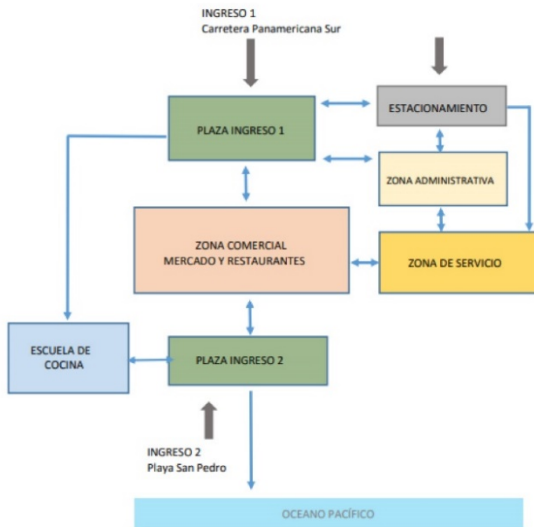 INGRESO 1
Carretera Panamericana Sur
PLAZA INGRESO 1
ESTACIONAMIENTO
ZONA ADMINISTRATIVA
ZONA COMERCIAL
MERCADO Y RESTAURANTES
ZONA DE SERVICIO
ESCUELA DE
COCINA
PLAZA INGRESO 2
INGRESO 2
Playa San Pedro
OCEANO PACÍFICO